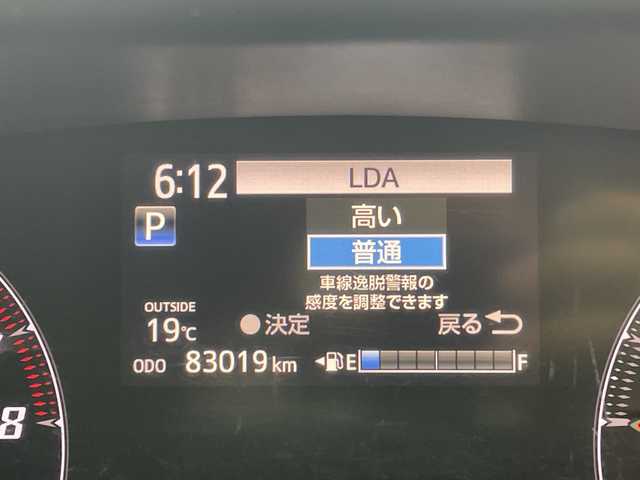 6:12 LDA
高い
P
普通
車線逸脱警報の
感度を調整できます
OUTSIDE
19℃
●決定 戻る
ODO 83019 km E F
8